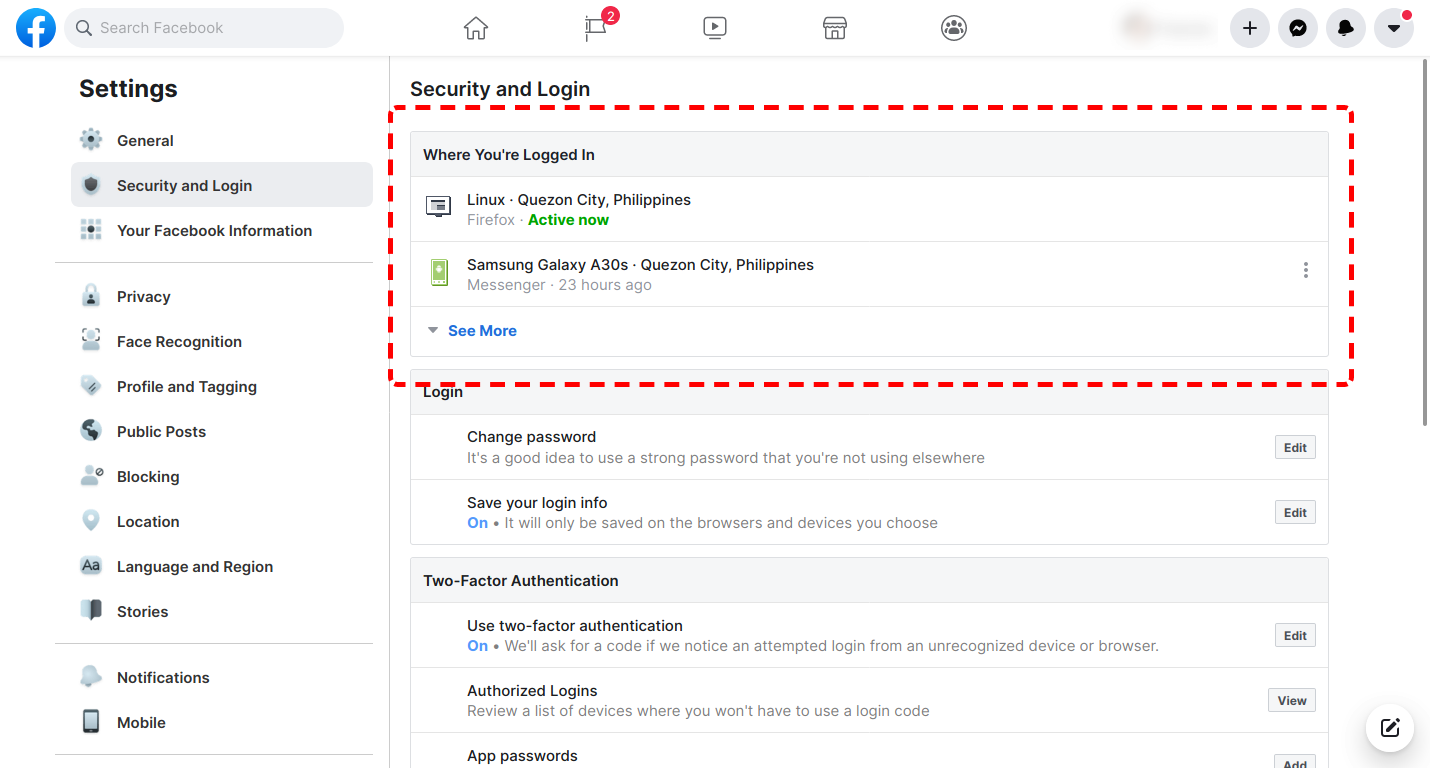 Search Facebook
2
Settings
General
Security and Login
Your Facebook Information
Privacy
Face Recognition
Profile and Tagging
Public Posts
Blocking
Location
Aa Language and Region
Stories
Notifications
Mobile
Security and Login
Where You're Logged In
Linux · Quezon City, Philippines
Firefox · Active now
Samsung Galaxy A30s · Quezon City, Philippines
Messenger · 23 hours ago
See More
Login
Change password
It's a good idea to use a strong password that you're not using elsewhere
Edit
Save your login info
On • It will only be saved on the browsers and devices you choose
Edit
Two-Factor Authentication
Use two-factor authentication
On • We'll ask for a code if we notice an attempted login from an unrecognized device or browser.
Edit
Authorized Logins
Review a list of devices where you won't have to use a login code
View
App passwords
Add